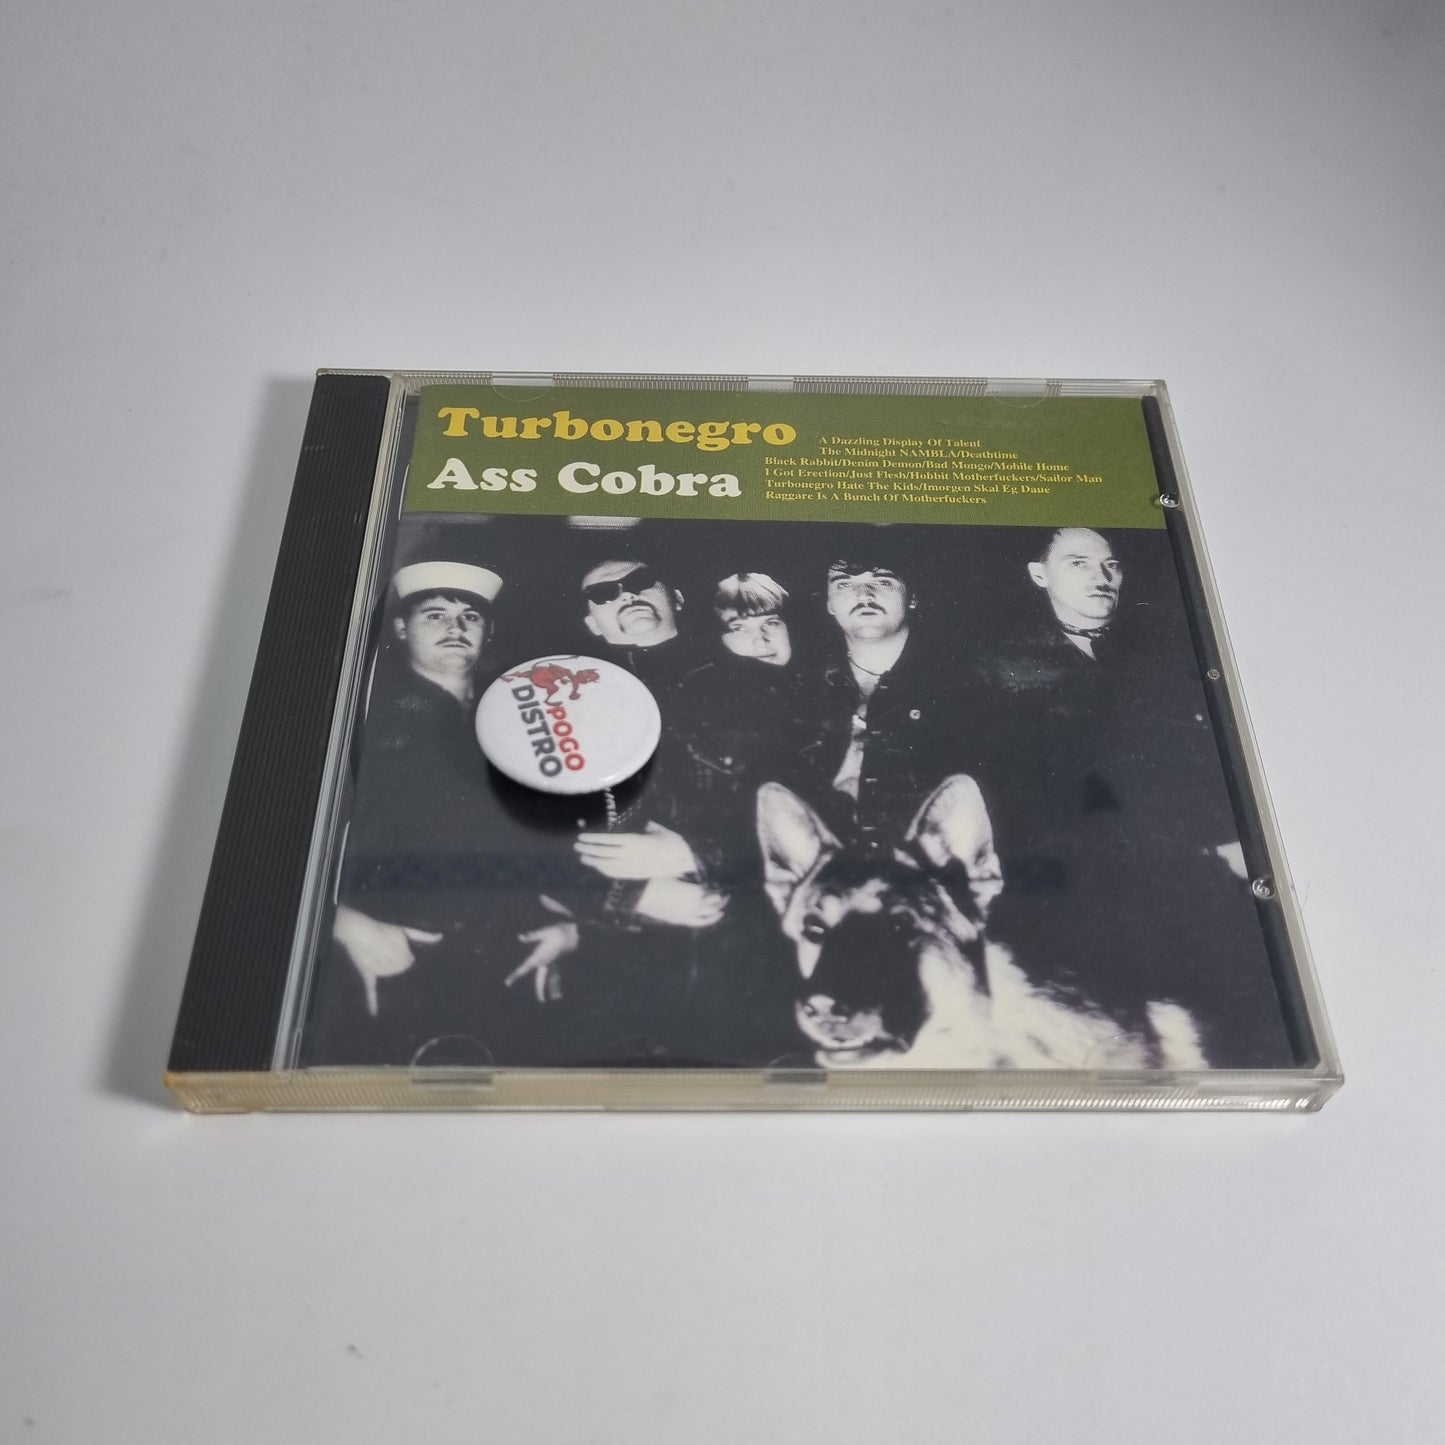 Turbonegro
Ass Cobra
A Dazzling Display Of Talent
The Midnight NAMBLA/Deathtime
Black Rabbit/Denim Demon/Bad Mongo/Mobile Home
I Got Erection/Just Flesh/Hobbit Motherfuckers/Sailor Man
Turbonegro Hate The Kids/Imorgen Skal Eg Daue
Raggare Is A Bunch Of Motherfuckers
POGO
DISTRO